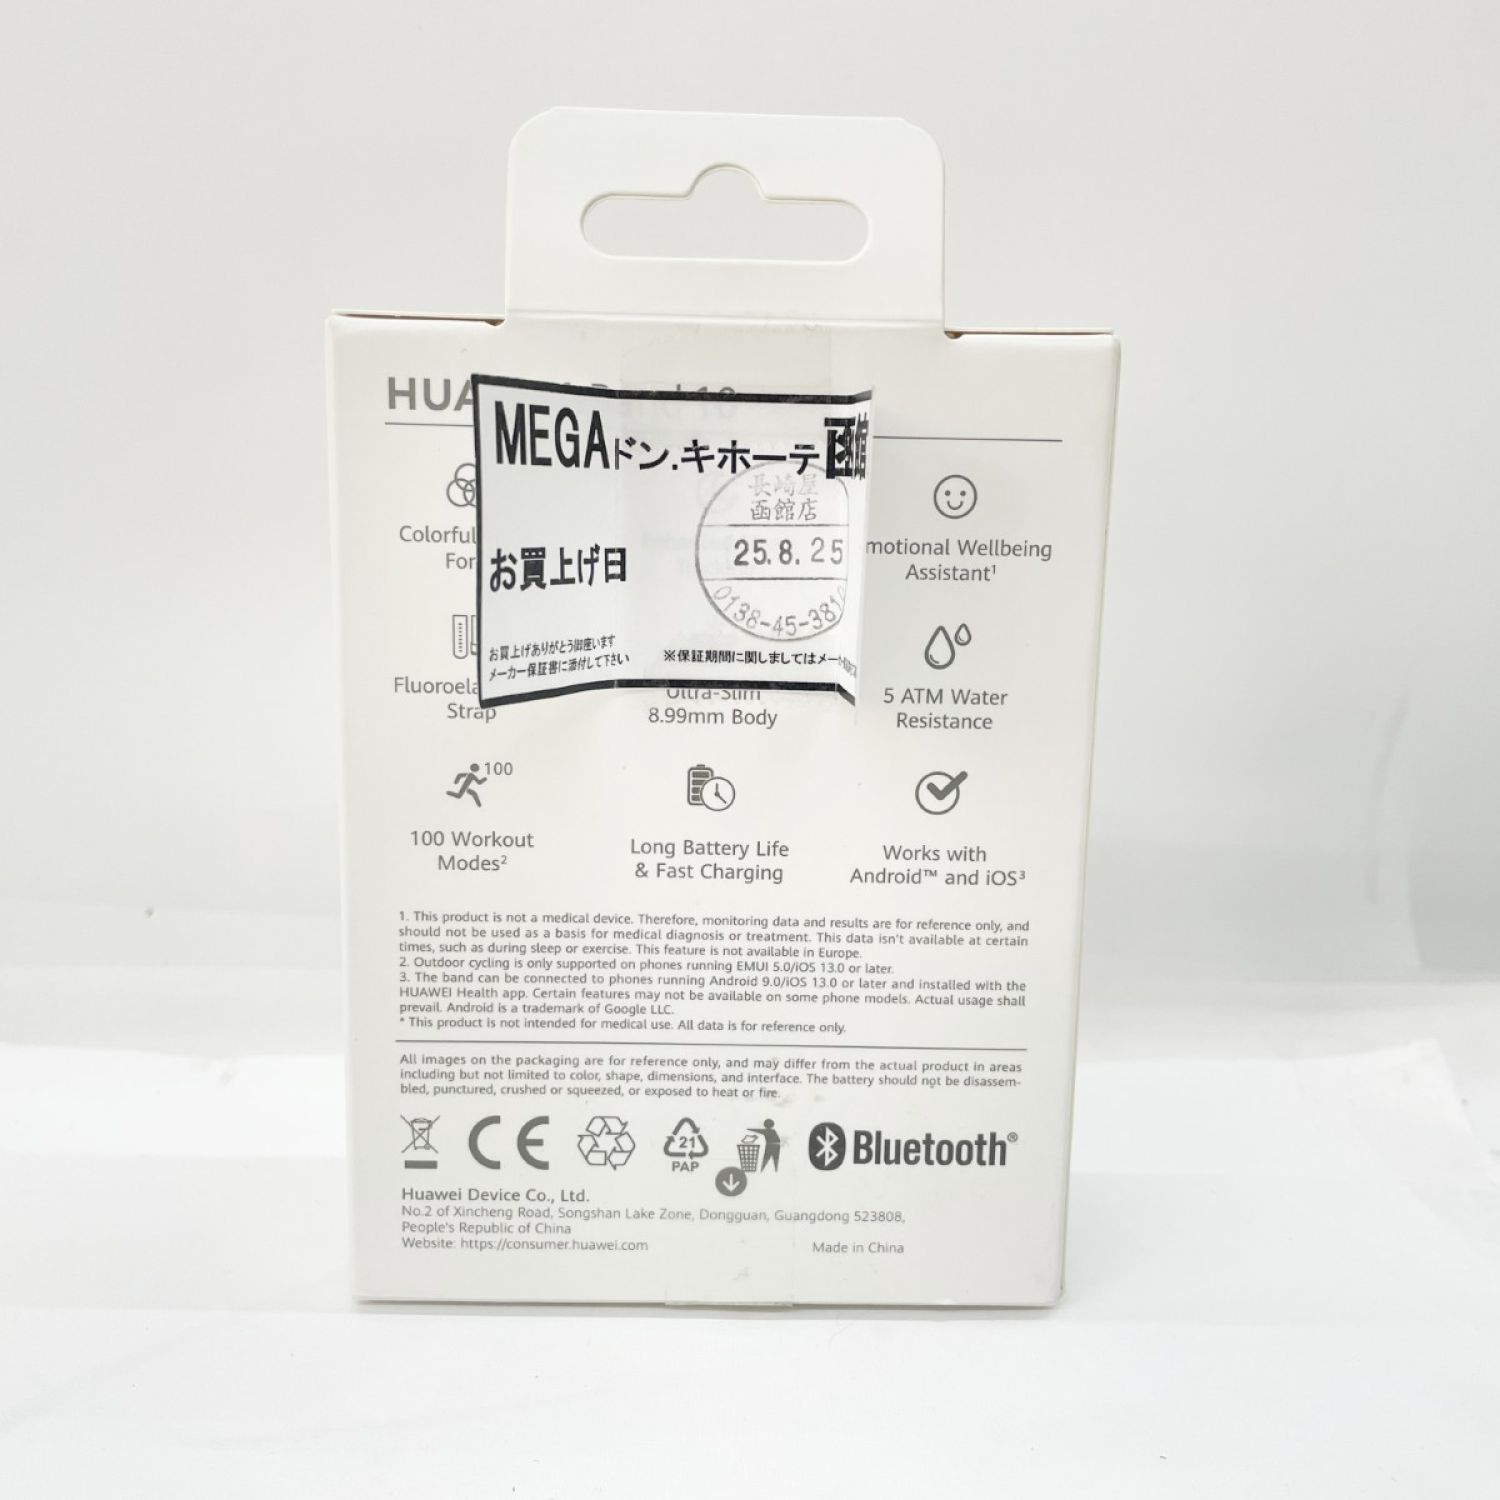 HUA
Band 10
MEGAドン.キホーテ函館
長崎屋
函館店
25.8.25
0138-45-381
お買上げ日
お買上げありがとう御座います
メーカー保証書に添付して下さい
※保証期間に関しましてはメー
Colorful
For
motional Wellbeing
Assistant¹
Fluoroela
Strap
Ultra-Slim
8.99mm Body
5 ATM Water
Resistance
100
100 Workout
Modes²
Long Battery Life
& Fast Charging
Works with
Android™ and iOS³
1. This product is not a medical device. Therefore, monitoring data and results are for reference only, and
should not be used as a basis for medical diagnosis or treatment. This data isn't available at certain
times, such as during sleep or exercise. This feature is not available in Europe.
2. Outdoor cycling is only supported on phones running EMUI 5.0/iOS 13.0 or later.
3. The band can be connected to phones running Android 9.0/iOS 13.0 or later and installed with the
HUAWEI Health app. Certain features may not be available on some phone models. Actual usage shall
prevail. Android is a trademark of Google LLC.
* This product is not intended for medical use. All data is for reference only.
All images on the packaging are for reference only, and may differ from the actual product in areas
including but not limited to color, shape, dimensions, and interface. The battery should not be disassem-
bled, punctured, crushed or squeezed, or exposed to heat or fire.
CE
21
PAP
Bluetooth®
Huawei Device Co., Ltd.
No.2 of Xincheng Road, Songshan Lake Zone, Dongguan, Guangdong 523808,
People's Republic of China
Website: https://consumer.huawei.com
Made in China